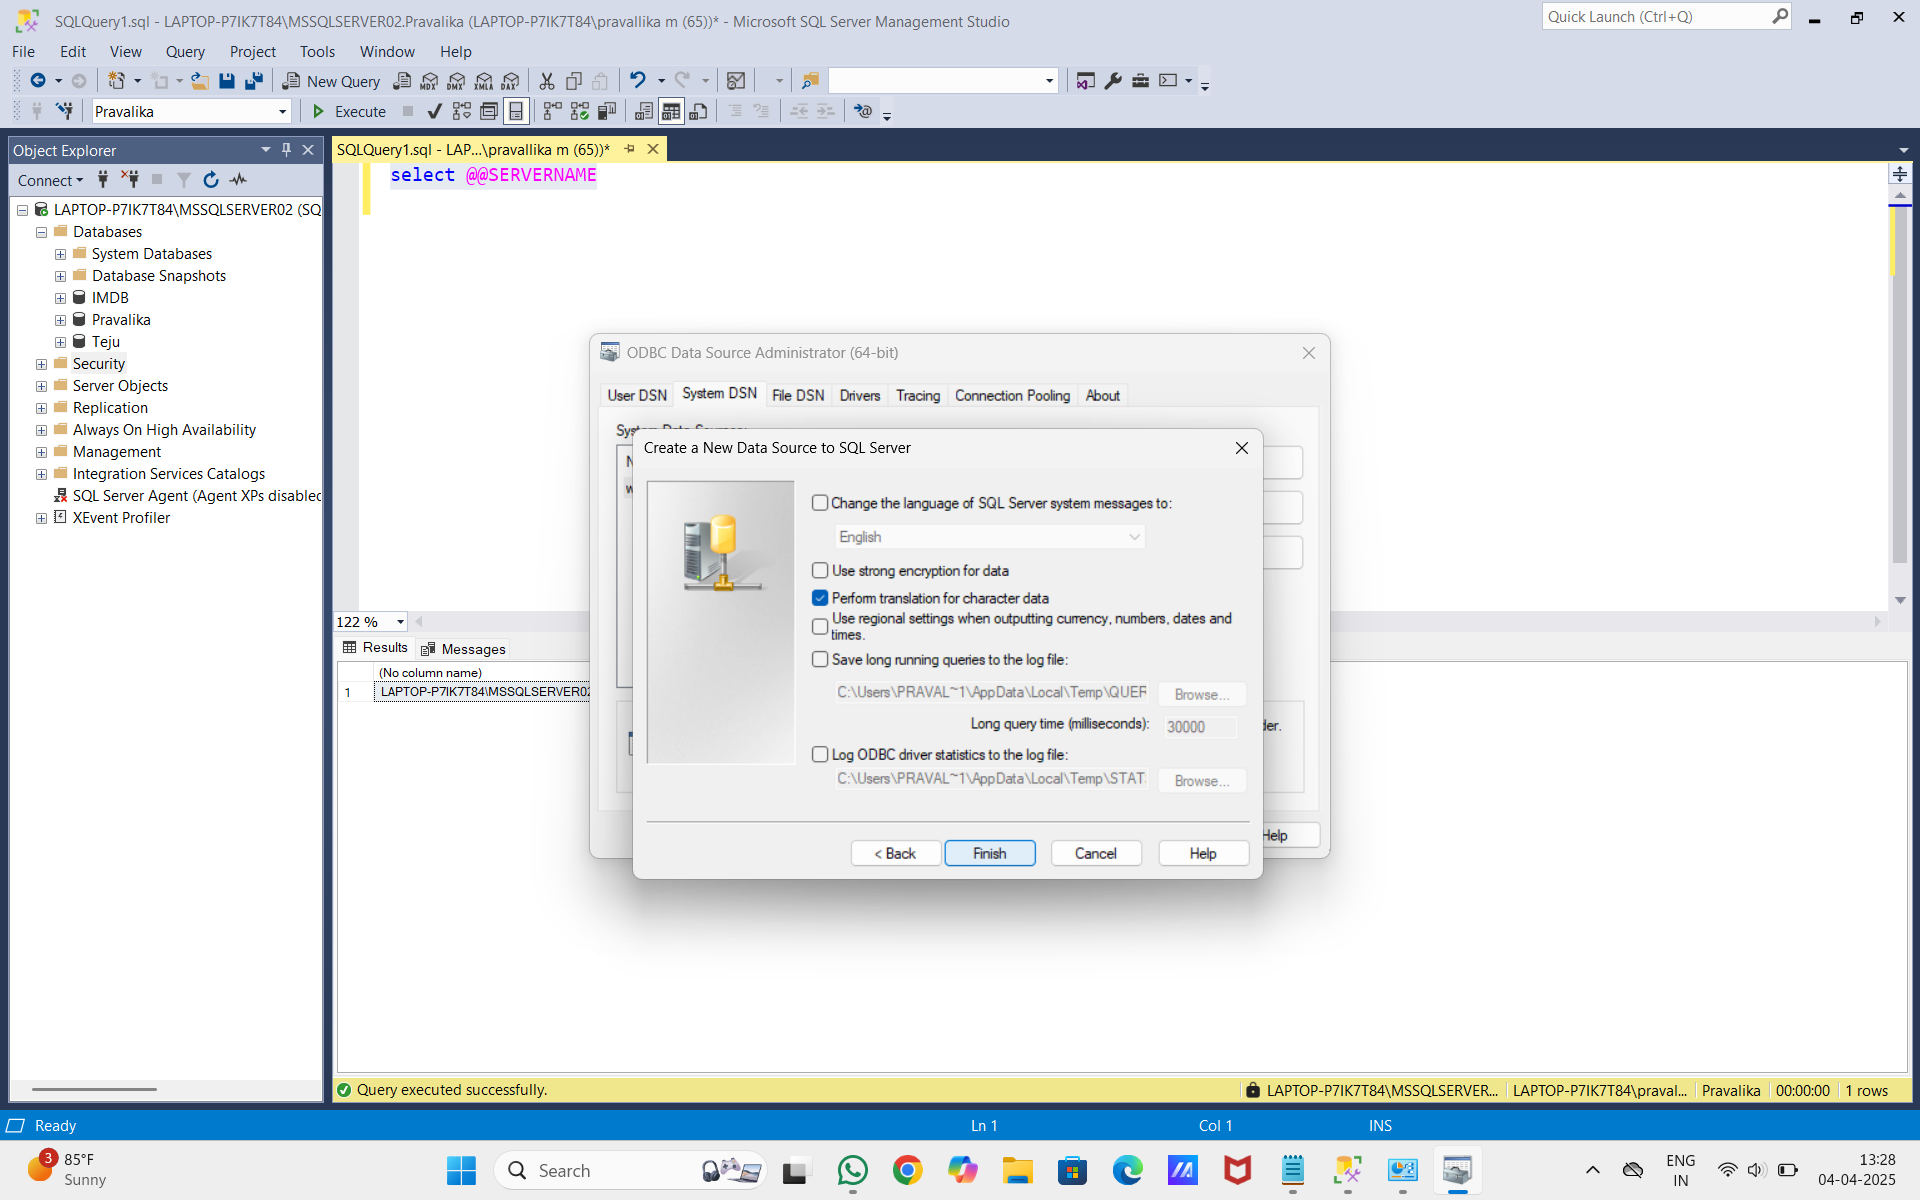 SQLQuery1.sql - LAPTOP-P7IK7T84\MSSQLSERVER02.Pravalika (LAPTOP-P7IK7T84\pravallika m (65))* - Microsoft SQL Server Management Studio
Quick Launch (Ctrl+Q)
File Edit View Query Project Tools Window Help
New Query MDX DMX XMLA DAX
Pravalika Execute
Object Explorer
SQLQuery1.sql - LAP...\pravallika m (65))*
Connect
select @@SERVERNAME
LAPTOP-P7IK7T84\MSSQLSERVER02 (SQ
Databases
System Databases
Database Snapshots
IMDB
Pravalika
Teju
Security
Server Objects
Replication
Always On High Availability
Management
Integration Services Catalogs
SQL Server Agent (Agent XPs disabled
XEvent Profiler
ODBC Data Source Administrator (64-bit)
User DSN System DSN File DSN Drivers Tracing Connection Pooling About
Create a New Data Source to SQL Server
Change the language of SQL Server system messages to:
English
Use strong encryption for data
Perform translation for character data
Use regional settings when outputting currency, numbers, dates and
times.
Save long running queries to the log file:
C:\Users\PRAVAL~1\AppData\Local\Temp\QUER
Browse...
Long query time (milliseconds):
30000
Log ODBC driver statistics to the log file:
C:\Users\PRAVAL~1\AppData\Local\Temp\STAT
Browse...
< Back Finish Cancel Help
Help
122 %
Results Messages
(No column name)
1 LAPTOP-P7IK7T84\MSSQLSERVER02
Query executed successfully.
LAPTOP-P7IK7T84\MSSQLSERVER... LAPTOP-P7IK7T84\praval... Pravalika 00:00:00 1 rows
Ready Ln 1 Col 1 INS
3
85°F
Sunny
Search
ENG
IN
13:28
04-04-2025